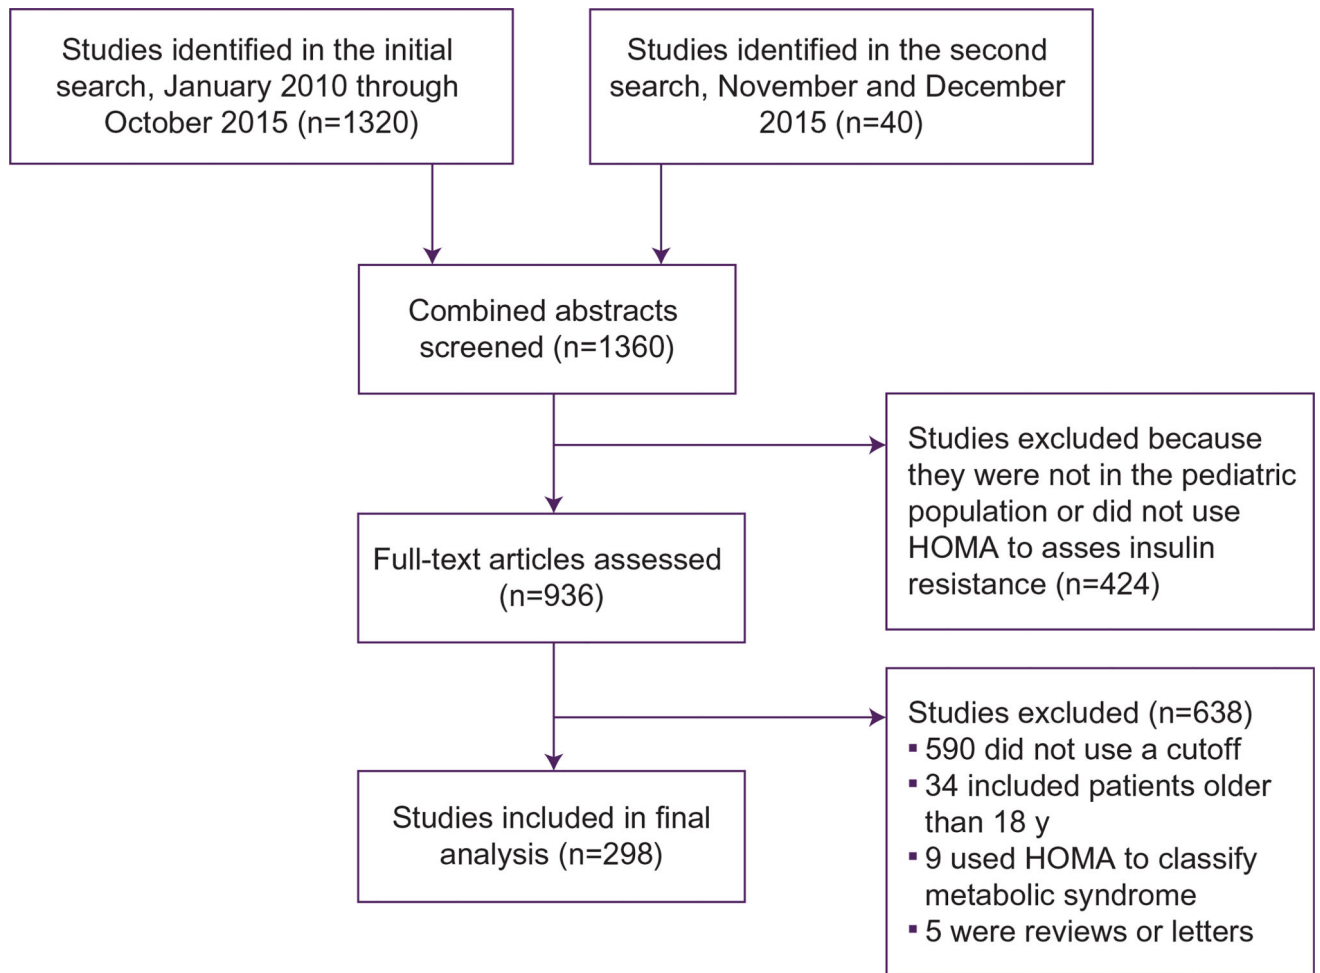 Studies identified in the initial
search, January 2010 through
October 2015 (n=1320)
Studies identified in the second
search, November and December
2015 (n=40)
Combined abstracts
screened (n=1360)
Studies excluded because
they were not in the pediatric
population or did not use
HOMA to asses insulin
resistance (n=424)
Full-text articles assessed
(n=936)
Studies excluded (n=638)
▪ 590 did not use a cutoff
▪ 34 included patients older
than 18 y
▪ 9 used HOMA to classify
metabolic syndrome
▪ 5 were reviews or letters
Studies included in final
analysis (n=298)